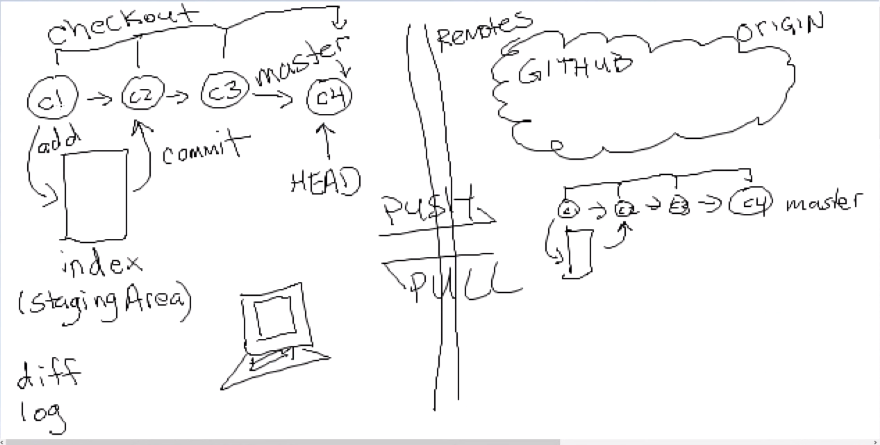 checkout
master
C1 → C2 → C3 → C4
add
commit
HEAD
index
(staging Area)
diff
log
REMOTES
ORIGIN
GITHUB
PUSH
PULL
C1 → C2 → C3 → C4 master